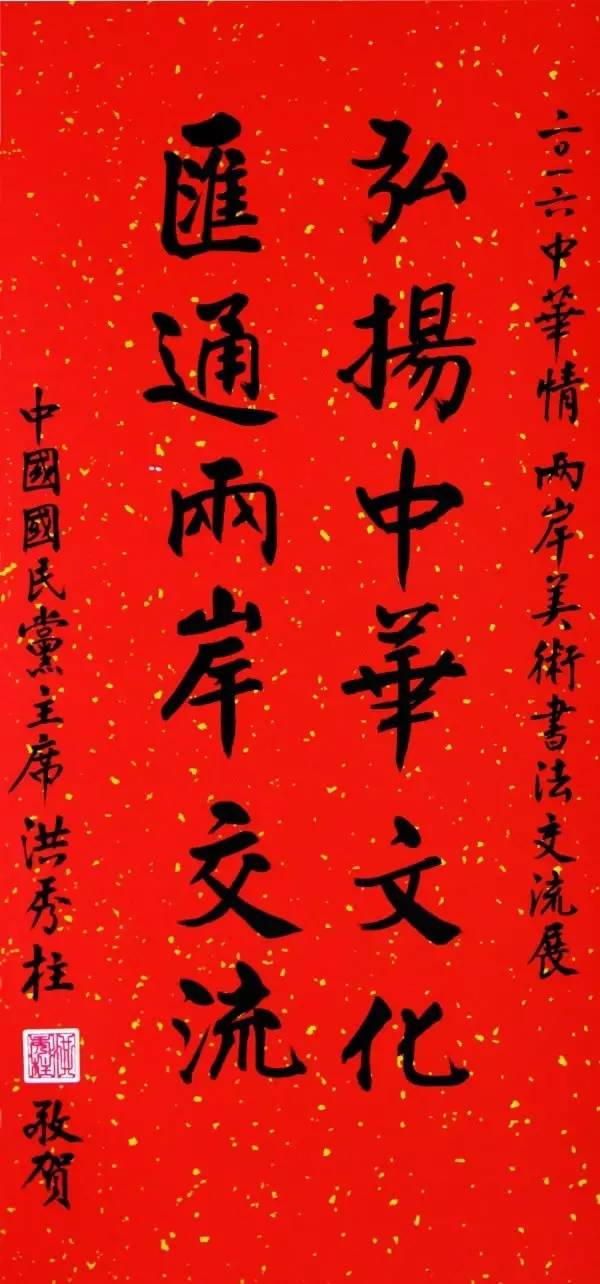 二〇一六中華情 兩岸美術書法交流展
弘揚中華文化
匯通兩岸交流
中國國民黨主席 洪秀柱
敬賀